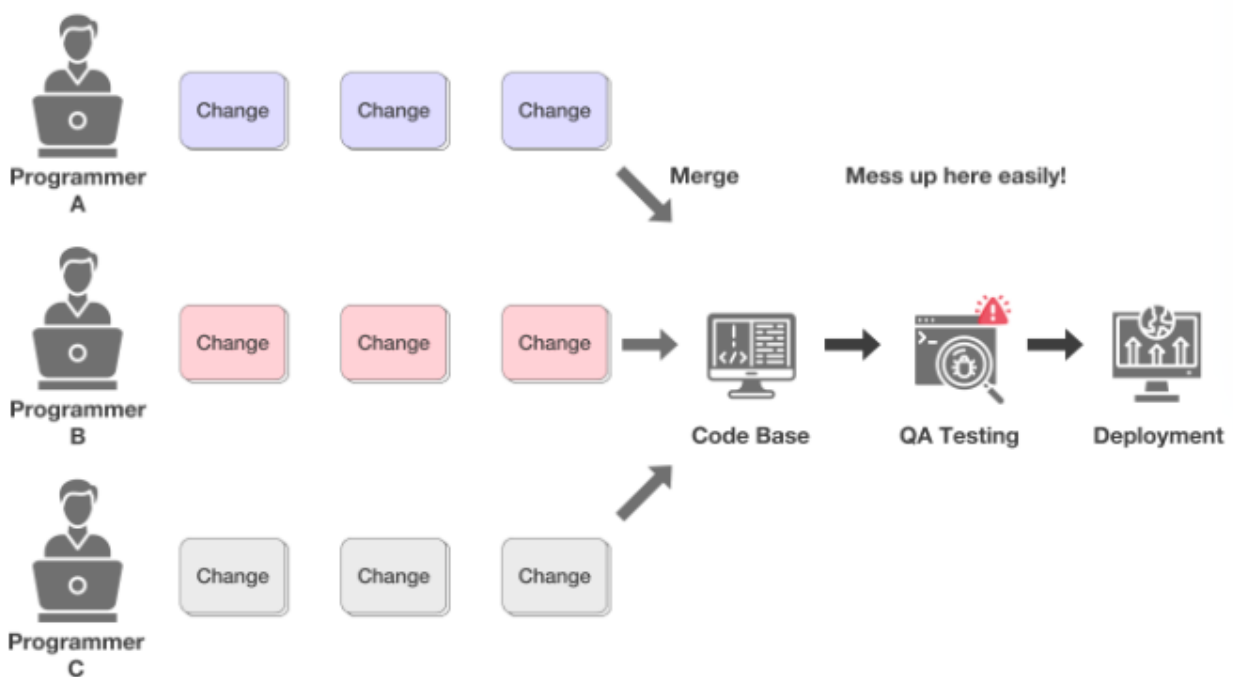 Change Change Change
Programmer
A
Merge
Mess up here easily!
Change Change Change
Programmer
B
Code Base
QA Testing
Deployment
Change Change Change
Programmer
C